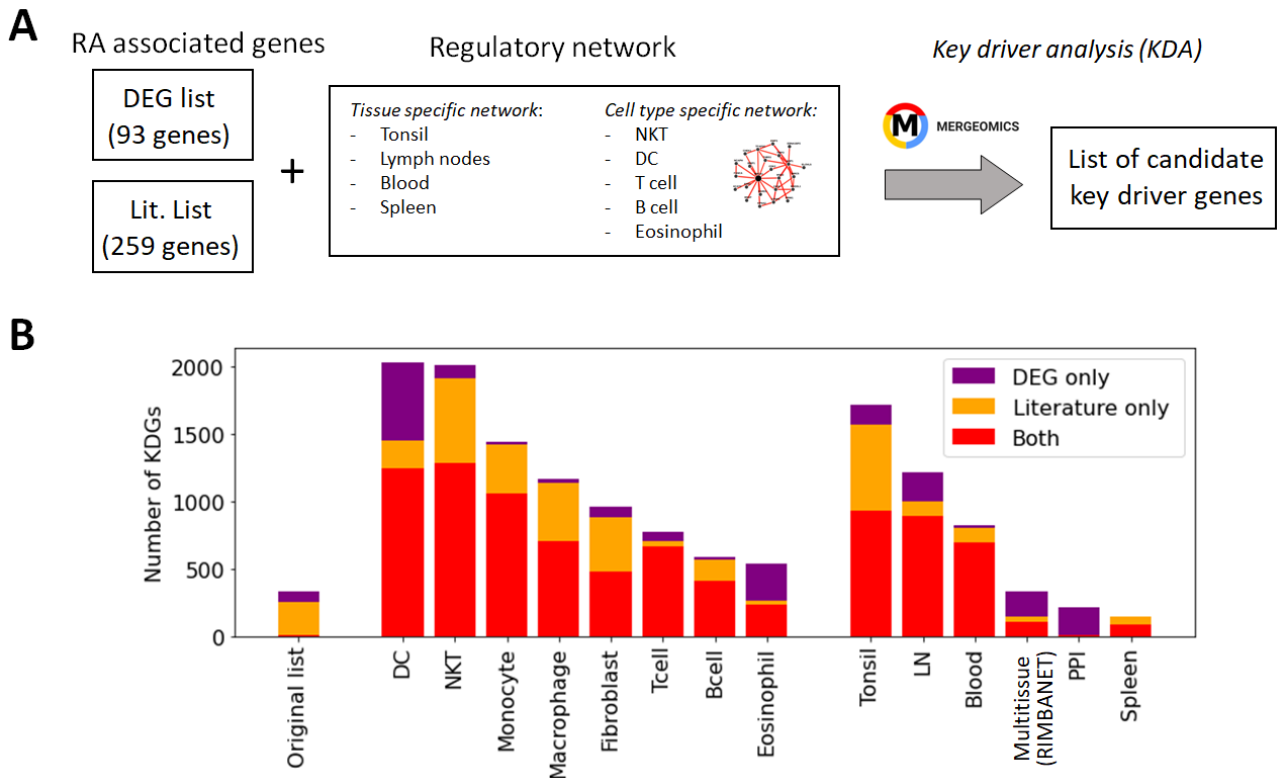 A
RA associated genes
DEG list
(93 genes)
+
Lit. List
(259 genes)
Regulatory network
Tissue specific network:
- Tonsil
- Lymph nodes
- Blood
- Spleen
Cell type specific network:
- NKT
- DC
- T cell
- B cell
- Eosinophil
Key driver analysis (KDA)
M MERGEOMICS
List of candidate
key driver genes
B
Number of KDGs
2000
1500
1000
500
0
DEG only
Literature only
Both
Original list
DC
NKT
Monocyte
Macrophage
Fibroblast
Tcell
Bcell
Eosinophil
Tonsil
LN
Blood
Multitissue
(RIMBANET)
PPI
Spleen